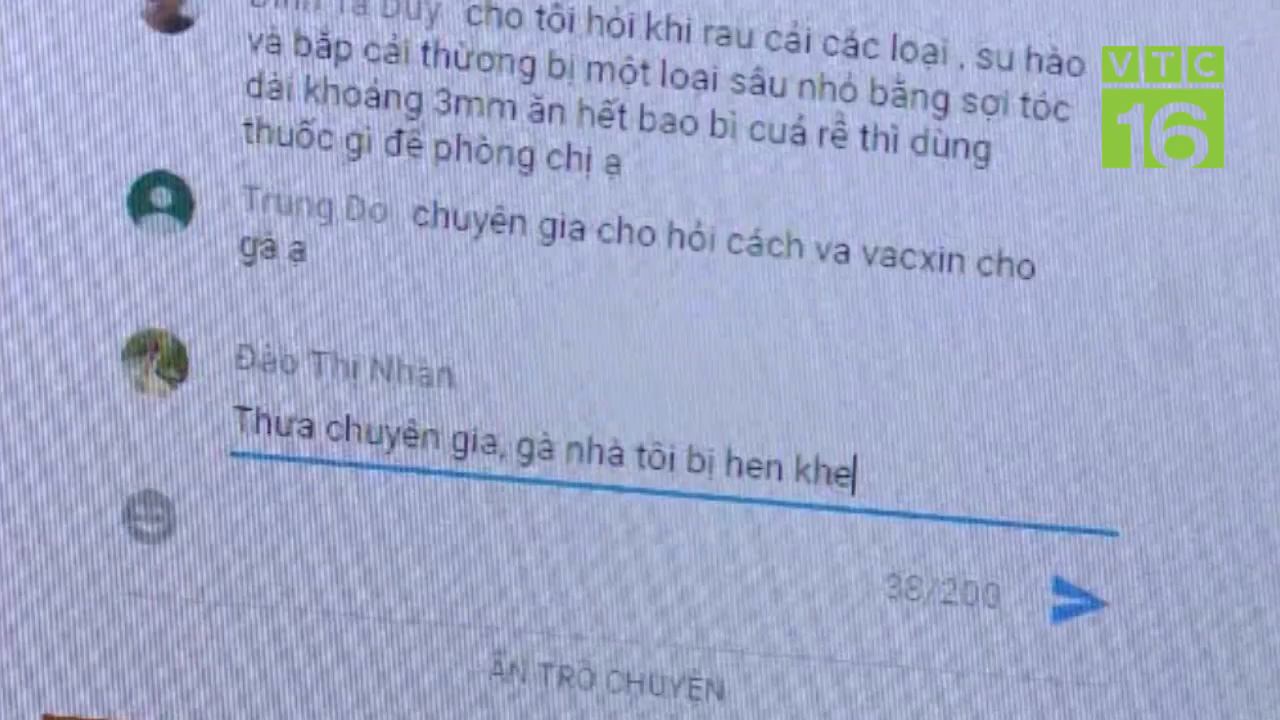 Đinh Tá Duy cho tôi hỏi khi rau cải các loại , su hào
và bắp cải thường bị một loại sâu nhỏ bằng sợi tóc
dài khoảng 3mm ăn hết bao bì cuả rễ thì dùng
thuốc gì để phòng chị ạ
Trung Do chuyên gia cho hỏi cách va vacxin cho
gà ạ
Đào Thị Nhàn
Thưa chuyên gia, gà nhà tôi bị hen khe
38/200
ẨN TRÒ CHUYỆN
VTC
16